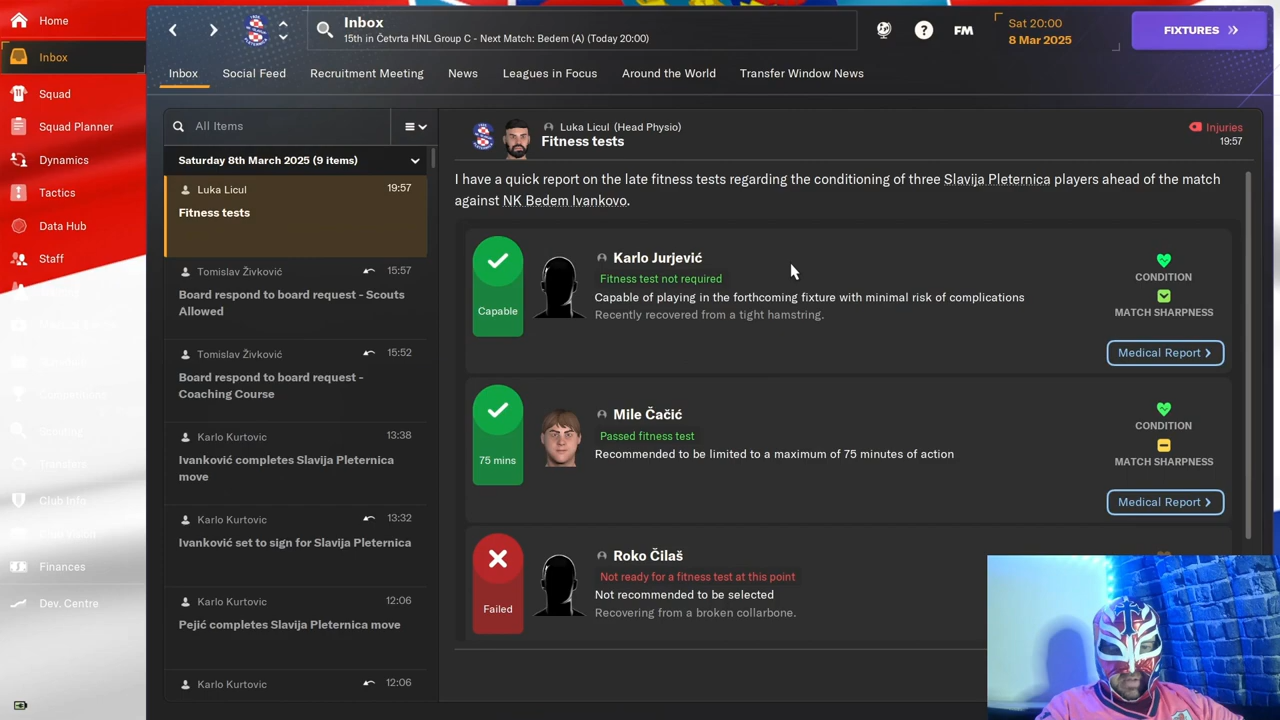 Home
Inbox
Squad
Squad Planner
Dynamics
Tactics
Data Hub
Staff
Transfers
Club Info
Club Vision
Finances
Dev. Centre
Inbox
15th in Četvrta HNL Group C - Next Match: Bedem (A) (Today 20:00)
?
FM
Sat 20:00
8 Mar 2025
FIXTURES
Inbox
Social Feed
Recruitment Meeting
News
Leagues in Focus
Around the World
Transfer Window News
All Items
Saturday 8th March 2025 (9 items)
Luka Licul 19:57
Fitness tests
Tomislav Živković 15:57
Board respond to board request - Scouts
Allowed
Tomislav Živković 15:52
Board respond to board request -
Coaching Course
Karlo Kurtovic 13:38
Ivanković completes Slavija Pleternica
move
Karlo Kurtovic 13:32
Ivanković set to sign for Slavija Pleternica
Karlo Kurtovic 12:06
Pejić completes Slavija Pleternica move
Karlo Kurtovic 12:06
Luka Licul (Head Physio)
Fitness tests
Injuries
19:57
I have a quick report on the late fitness tests regarding the conditioning of three Slavija Pleternica players ahead of the match
against NK Bedem Ivankovo.
Capable
Karlo Jurjević
Fitness test not required
Capable of playing in the forthcoming fixture with minimal risk of complications
Recently recovered from a tight hamstring.
CONDITION
MATCH SHARPNESS
Medical Report
75 mins
Mile Čačić
Passed fitness test
Recommended to be limited to a maximum of 75 minutes of action
CONDITION
MATCH SHARPNESS
Medical Report
Failed
Roko Čilaš
Not ready for a fitness test at this point
Not recommended to be selected
Recovering from a broken collarbone.